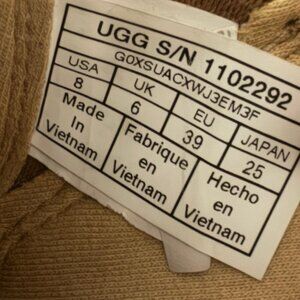 UGG S/N 1102292
G0XSUACXWJ3EM3F
USA UK EU JAPAN
8 6 39 25
Made Fabrique Hecho
In en en
Vietnam Vietnam Vietnam